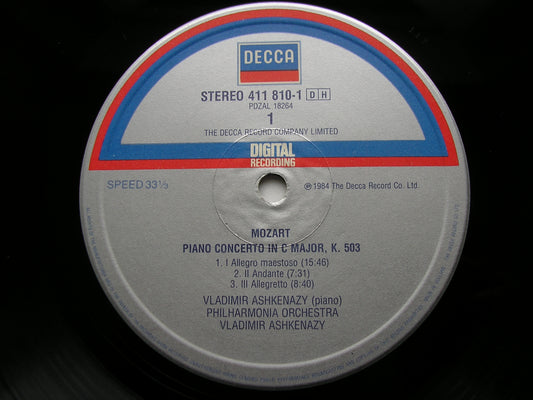 DECCA
STEREO 411 810-1 DH
PDZAL 18264
1
THE DECCA RECORD COMPANY LIMITED
DIGITAL
RECORDING
SPEED 33⅓
℗ 1984 The Decca Record Co. Ltd.
MOZART
PIANO CONCERTO IN C MAJOR, K. 503
1. I Allegro maestoso (15:46)
2. II Andante (7:31)
3. III Allegretto (8:40)
VLADIMIR ASHKENAZY (piano)
PHILHARMONIA ORCHESTRA
VLADIMIR ASHKENAZY